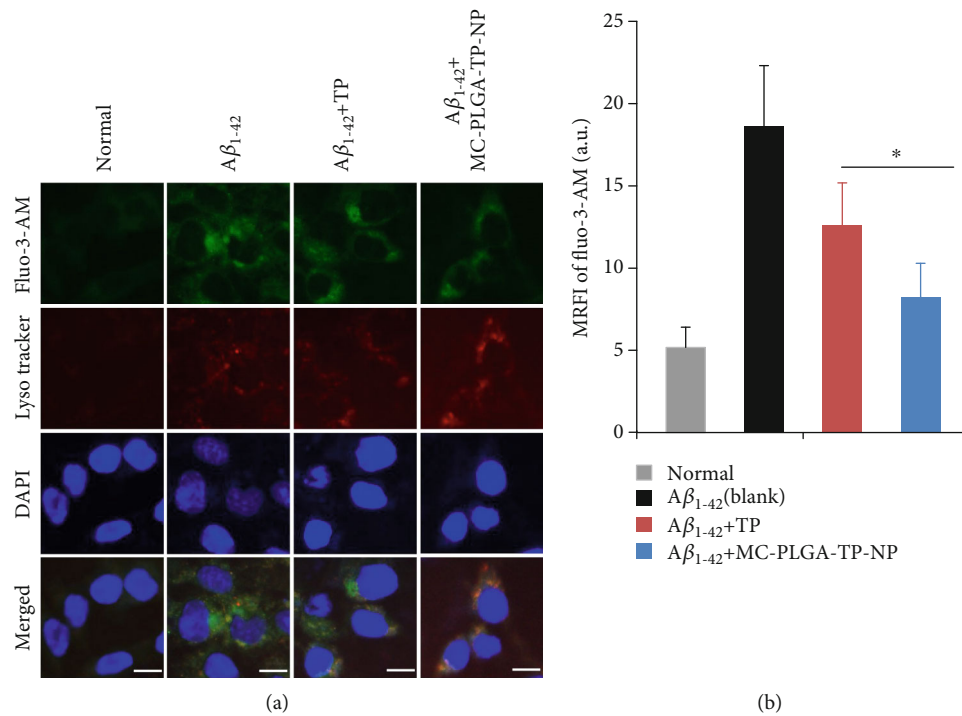 Normal
Aβ1-42
Aβ1-42+TP
Aβ1-42+
MC-PLGA-TP-NP
Fluo-3-AM
Lyso tracker
DAPI
Merged
(a)
MRFI of fluo-3-AM (a.u.)
25
20
15
10
5
0
*
Normal
Aβ1-42(blank)
Aβ1-42+TP
Aβ1-42+MC-PLGA-TP-NP
(b)